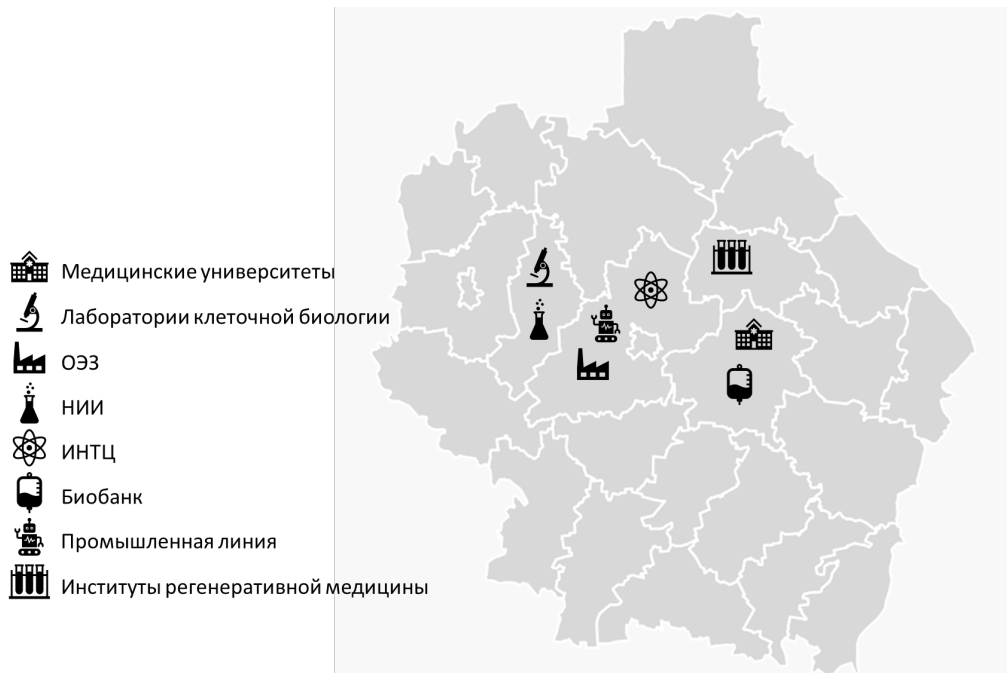 Медицинские университеты
Лаборатории клеточной биологии
ОЭЗ
НИИ
ИНТЦ
Биобанк
Промышленная линия
Институты регенеративной медицины